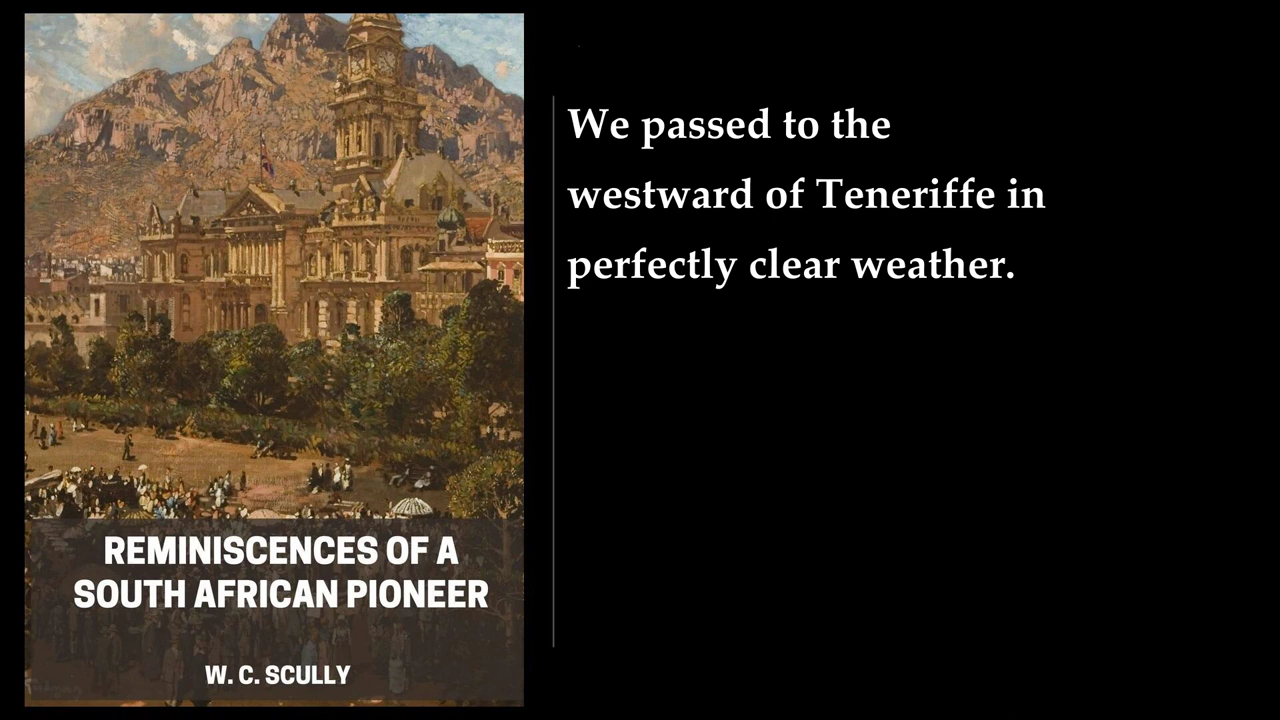 We passed to the
westward of Teneriffe in
perfectly clear weather.
REMINISCENCES OF A
SOUTH AFRICAN PIONEER
W. C. SCULLY